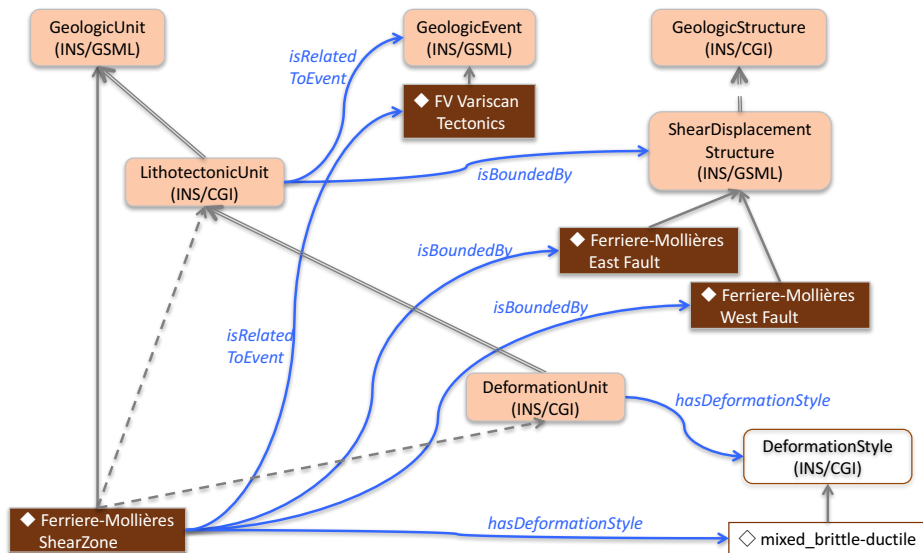 GeologicUnit
(INS/GSML)
GeologicEvent
(INS/GSML)
GeologicStructure
(INS/CGI)
isRelated
ToEvent
◆ FV Variscan
Tectonics
ShearDisplacement
Structure
(INS/GSML)
LithotectonicUnit
(INS/CGI)
isBoundedBy
◆ Ferriere-Mollières
East Fault
isBoundedBy
◆ Ferriere-Mollières
West Fault
isBoundedBy
isRelated
ToEvent
DeformationUnit
(INS/CGI)
hasDeformationStyle
DeformationStyle
(INS/CGI)
◆ Ferriere-Mollières
ShearZone
hasDeformationStyle
◇ mixed_brittle-ductile